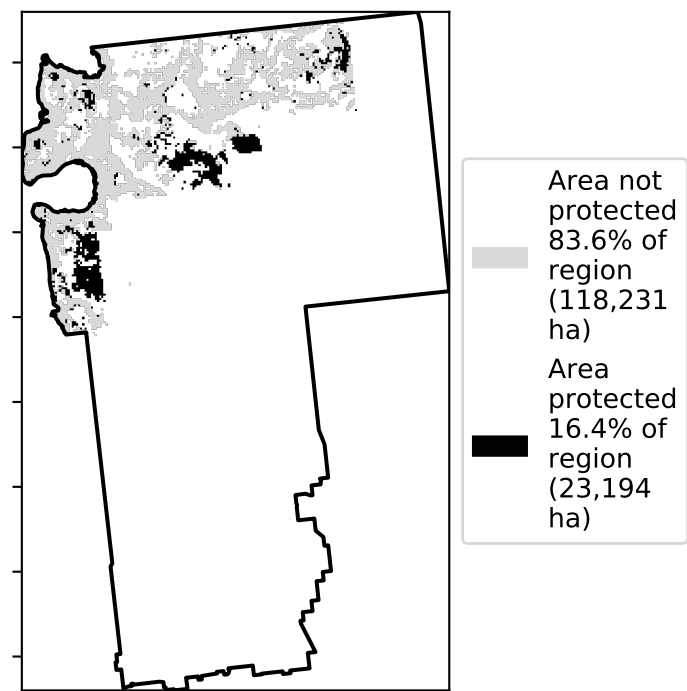 Area not
protected
83.6% of
region
(118,231
ha)
Area
protected
16.4% of
region
(23,194
ha)